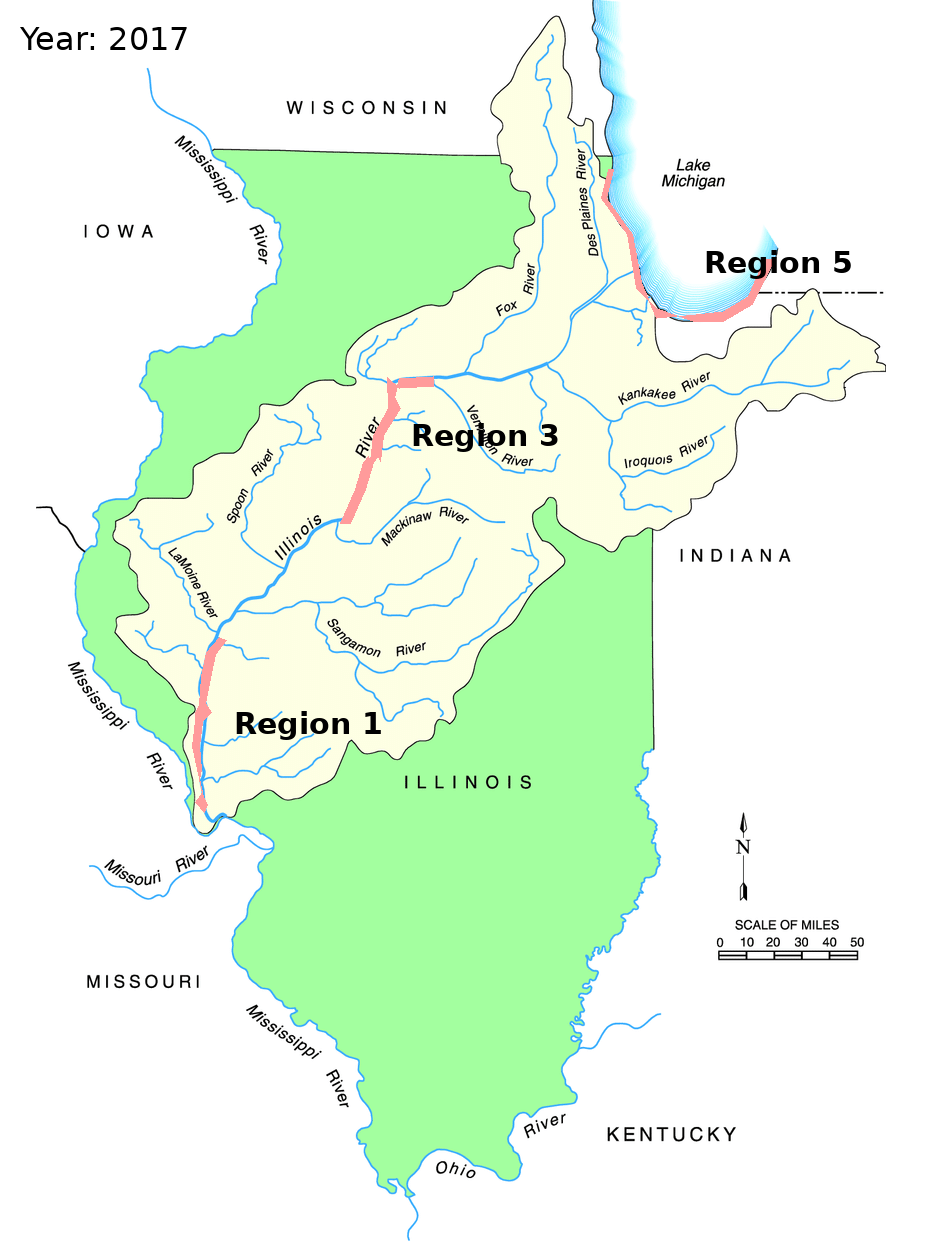 Year: 2017
WISCONSIN
Mississippi
River
IOWA
Lake
Michigan
Des Plaines River
Region 5
Fox River
Kankakee River
Vermilion River
Region 3
Iroquois River
Illinois River
Spoon River
Mackinaw River
LaMoine River
INDIANA
Sangamon River
Mississippi
River
Region 1
ILLINOIS
Missouri River
N
SCALE OF MILES
0 10 20 30 40 50
MISSOURI
Mississippi
River
KENTUCKY
Ohio River